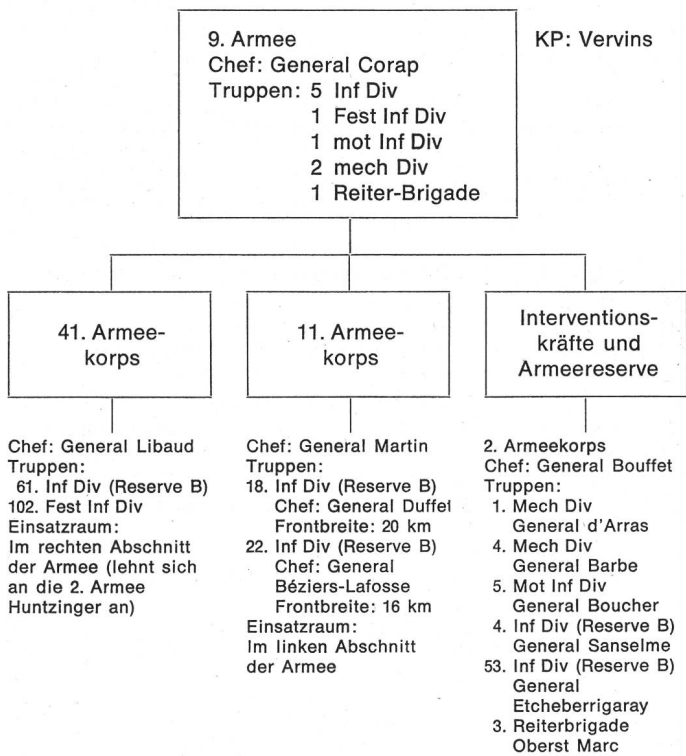 9. Armee
Chef: General Corap
Truppen: 5 Inf Div
1 Fest Inf Div
1 mot Inf Div
2 mech Div
1 Reiter-Brigade
KP: Vervins
41. Armee-
korps
11. Armee-
korps
Interventions-
kräfte und
Armeereserve
Chef: General Libaud
Truppen:
61. Inf Div (Reserve B)
102. Fest Inf Div
Einsatzraum:
Im rechten Abschnitt
der Armee (lehnt sich
an die 2. Armee
Huntzinger an)
Chef: General Martin
Truppen:
18. Inf Div (Reserve B)
Chef: General Duffet
Frontbreite: 20 km
22. Inf Div (Reserve B)
Chef: General
Béziers-Lafosse
Frontbreite: 16 km
Einsatzraum:
Im linken Abschnitt
der Armee
2. Armeekorps
Chef: General Bouffet
Truppen:
1. Mech Div
General d'Arras
4. Mech Div
General Barbe
5. Mot Inf Div
General Boucher
4. Inf Div (Reserve B)
General Sanselme
53. Inf Div (Reserve B)
General
Etcheberrigaray
3. Reiterbrigade
Oberst Marc